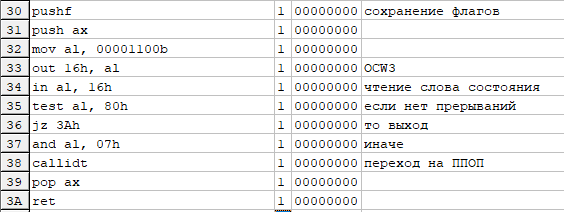 30 pushf 1 00000000 сохранение флагов
31 push ax 1 00000000
32 mov al, 00001100b 1 00000000
33 out 16h, al 1 00000000 OCW3
34 in al, 16h 1 00000000 чтение слова состояния
35 test al, 80h 1 00000000 если нет прерываний
36 jz 3Ah 1 00000000 то выход
37 and al, 07h 1 00000000 иначе
38 callidt 1 00000000 переход на ППОП
39 pop ax 1 00000000
3A ret 1 00000000